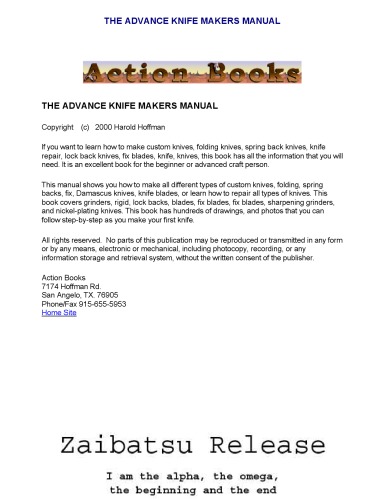 THE ADVANCE KNIFE MAKERS MANUAL
Action Books
THE ADVANCE KNIFE MAKERS MANUAL
Copyright (c) 2000 Harold Hoffman
If you want to learn how to make custom knives, folding knives, spring back knives, knife
repair, lock back knives, fix blades, knife, knives, this book has all the information that you will
need. It is an excellent book for the beginner or advanced craft person.
This manual shows you how to make all different types of custom knives, folding, spring
backs, fix, Damascus knives, knife blades, or learn how to repair all types of knives. This
book covers grinders, rigid, lock backs, blades, fix blades, fix blades, sharpening grinders,
and nickel-plating knives. This book has hundreds of drawings, and photos that you can
follow step-by-step as you make your first knife.
All rights reserved. No parts of this publication may be reproduced or transmitted in any form
or by any means, electronic or mechanical, including photocopy, recording, or any
information storage and retrieval system, without the written consent of the publisher.
Action Books
7174 Hoffman Rd.
San Angelo, TX. 76905
Phone/Fax 915-655-5953
Home Site
Zaibatsu Release
I am the alpha, the omega,
the beginning and the end